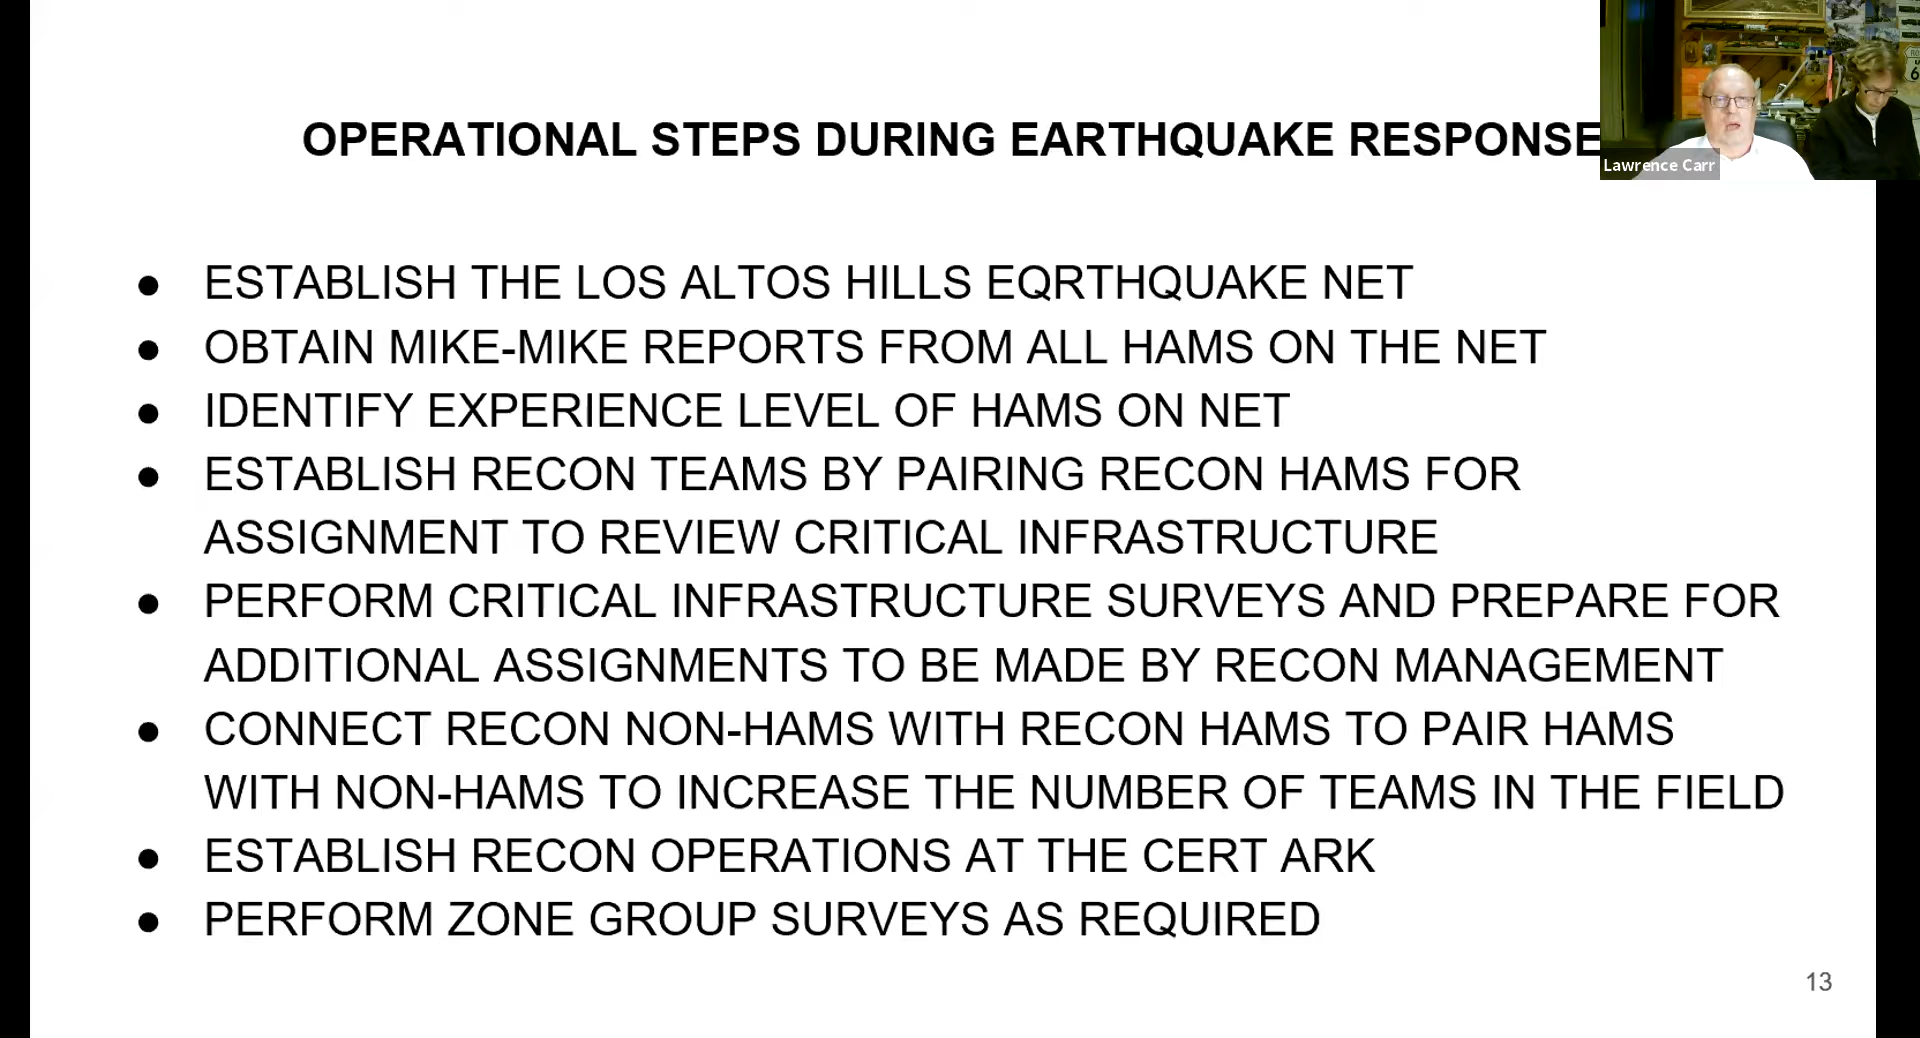 OPERATIONAL STEPS DURING EARTHQUAKE RESPONSE
Lawrence Carr
● ESTABLISH THE LOS ALTOS HILLS EQRTHQUAKE NET
● OBTAIN MIKE-MIKE REPORTS FROM ALL HAMS ON THE NET
● IDENTIFY EXPERIENCE LEVEL OF HAMS ON NET
● ESTABLISH RECON TEAMS BY PAIRING RECON HAMS FOR
ASSIGNMENT TO REVIEW CRITICAL INFRASTRUCTURE
● PERFORM CRITICAL INFRASTRUCTURE SURVEYS AND PREPARE FOR
ADDITIONAL ASSIGNMENTS TO BE MADE BY RECON MANAGEMENT
● CONNECT RECON NON-HAMS WITH RECON HAMS TO PAIR HAMS
WITH NON-HAMS TO INCREASE THE NUMBER OF TEAMS IN THE FIELD
● ESTABLISH RECON OPERATIONS AT THE CERT ARK
● PERFORM ZONE GROUP SURVEYS AS REQUIRED
13